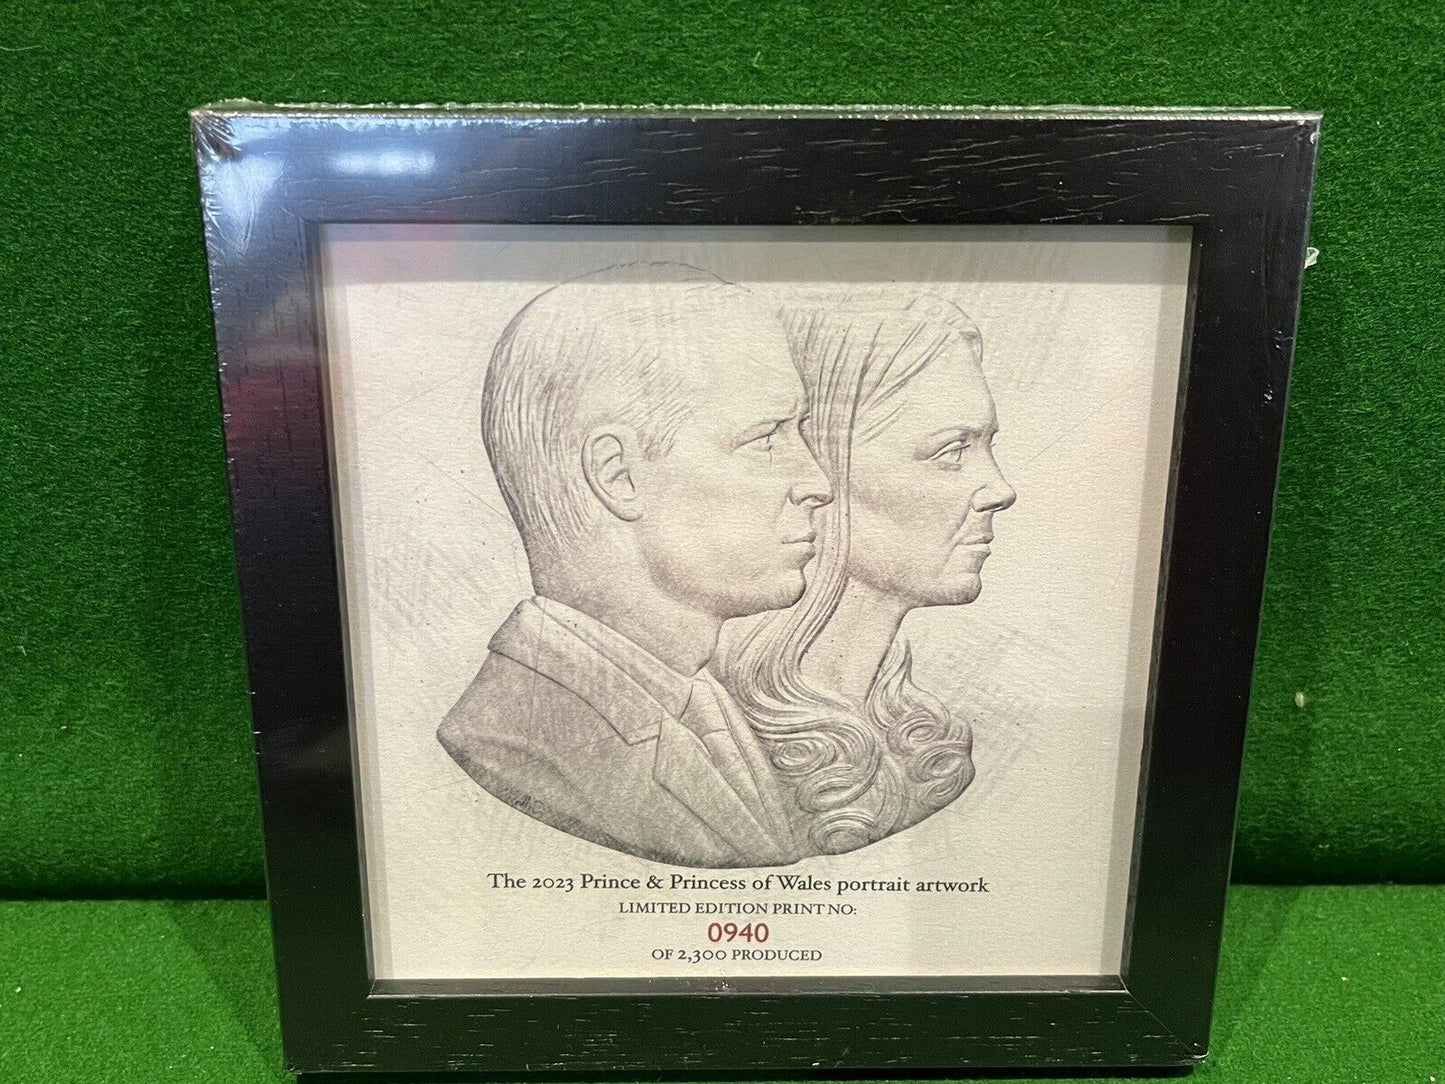 The 2023 Prince & Princess of Wales portrait artwork
LIMITED EDITION PRINT NO:
0940
OF 2,300 PRODUCED